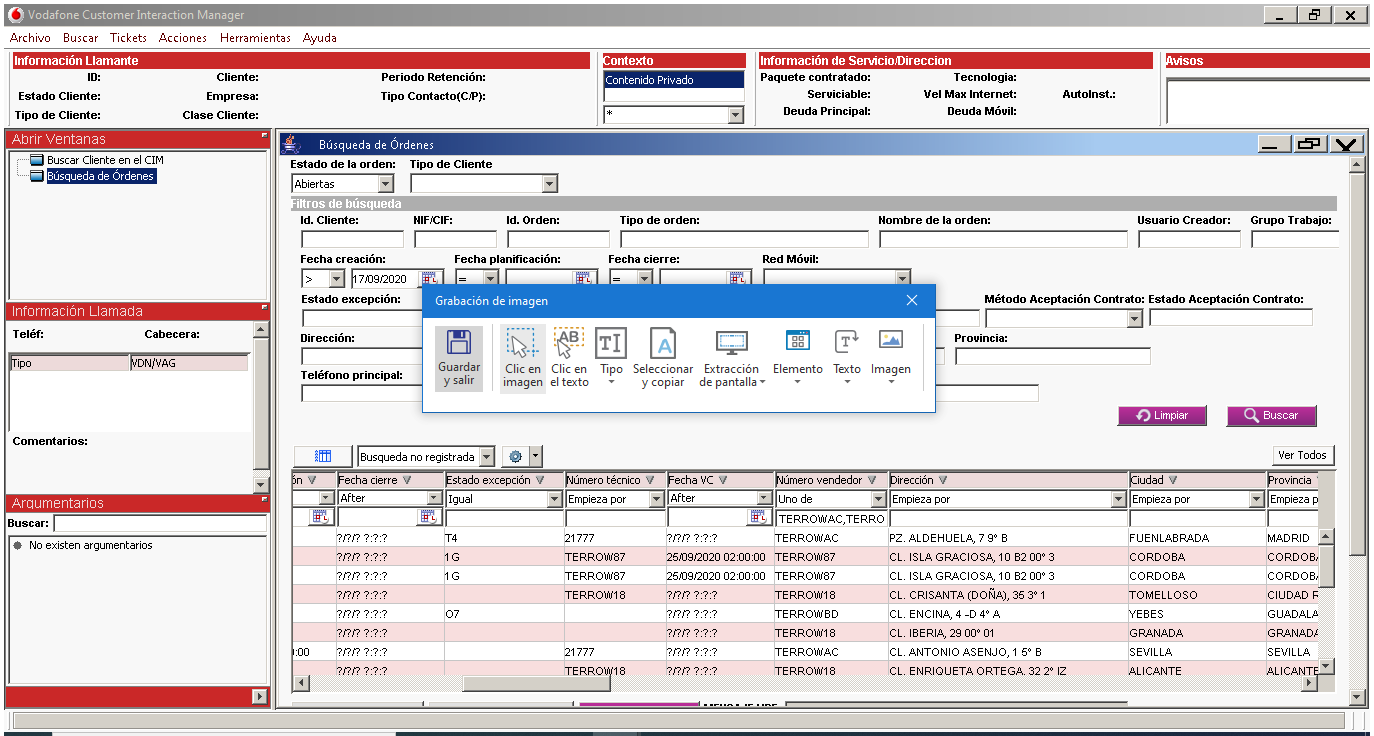 Vodafone Customer Interaction Manager
Archivo Buscar Tickets Acciones Herramientas Ayuda
Información Llamante
ID: Cliente: Periodo Retención:
Estado Cliente: Empresa: Tipo Contacto(C/P):
Tipo de Cliente: Clase Cliente:
Contexto
Contenido Privado
*
Información de Servicio/Direccion
Paquete contratado: Tecnologia:
Serviciable: Vel Max Internet: AutoInst.:
Deuda Principal: Deuda Móvil:
Avisos
Abrir Ventanas
Buscar Cliente en el CIM
Búsqueda de Órdenes
Información Llamada
Teléf: Cabecera:
Tipo VDN/VAG
Comentarios:
Argumentarios
Buscar:
No existen argumentarios
Búsqueda de Órdenes
Estado de la orden: Tipo de Cliente
Abiertas
Filtros de búsqueda
Id. Cliente: NIF/CIF: Id. Orden: Tipo de orden: Nombre de la orden: Usuario Creador: Grupo Trabajo:
Fecha creación: Fecha planificación: Fecha cierre: Red Móvil:
> 17/09/2020 = =
Estado excepción: Método Aceptación Contrato: Estado Aceptación Contrato:
Dirección: Provincia:
Teléfono principal:
Grabación de imagen
Guardar y salir
Clic en imagen
Clic en el texto
Tipo
Seleccionar y copiar
Extracción de pantalla
Elemento
Texto
Imagen
Limpiar Buscar
Busqueda no registrada Ver Todos
ón Fecha cierre Estado excepción Número técnico Fecha VC Número vendedor Dirección Ciudad Provincia
After Igual Empieza por After Uno de Empieza por Empieza por Empieza p
TERROWAC,TERRO
?/?/? ?:?:? T4 21777 ?/?/? ?:?:? TERROWAC PZ. ALDEHUELA, 7 9º B FUENLABRADA MADRID
?/?/? ?:?:? 1G TERROW87 25/09/2020 02:00:00 TERROW87 CL. ISLA GRACIOSA, 10 B2 00º 3 CORDOBA CORDOBA
?/?/? ?:?:? 1G TERROW87 25/09/2020 02:00:00 TERROW87 CL. ISLA GRACIOSA, 10 B2 00º 3 CORDOBA CORDOBA
?/?/? ?:?:? TERROW18 ?/?/? ?:?:? TERROW18 CL. CRISANTA (DOÑA), 35 3º 1 TOMELLOSO CIUDAD R
?/?/? ?:?:? O7 ?/?/? ?:?:? TERROWBD CL. ENCINA, 4 -D 4º A YEBES GUADALA
?/?/? ?:?:? ?/?/? ?:?:? TERROW18 CL. IBERIA, 29 00º 01 GRANADA GRANADA
0:00 ?/?/? ?:?:? 21777 ?/?/? ?:?:? TERROWAC CL. ANTONIO ASENJO, 1 5º B SEVILLA SEVILLA
?/?/? ?:?:? TERROW18 ?/?/? ?:?:? TERROW18 CL. ENRIQUETA ORTEGA, 32 2º IZ ALICANTE ALICANTE